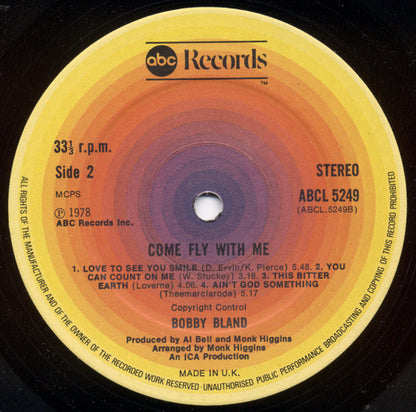 abc Records
TM
33⅓ r.p.m.
Side 2
MCPS
℗ 1978
ABC Records Inc.
STEREO
ABCL 5249
(ABCL.5249B)
COME FLY WITH ME
1. LOVE TO SEE YOU SMILE (D. Ervin/K. Pierce) 5.48. 2. YOU
CAN COUNT ON ME (W. Stuckey) 3.18. 3. THIS BITTER
EARTH (Loverne) 4.06. 4. AIN'T GOD SOMETHING
(Theemarclarode) 5.17
Copyright Control
BOBBY BLAND
Produced by Al Bell and Monk Higgins
Arranged by Monk Higgins
An ICA Production
MADE IN U.K.
ALL RIGHTS OF THE MANUFACTURER AND OF THE OWNER OF THE RECORDED WORK RESERVED · UNAUTHORISED PUBLIC PERFORMANCE BROADCASTING AND COPYING OF THIS RECORD PROHIBITED